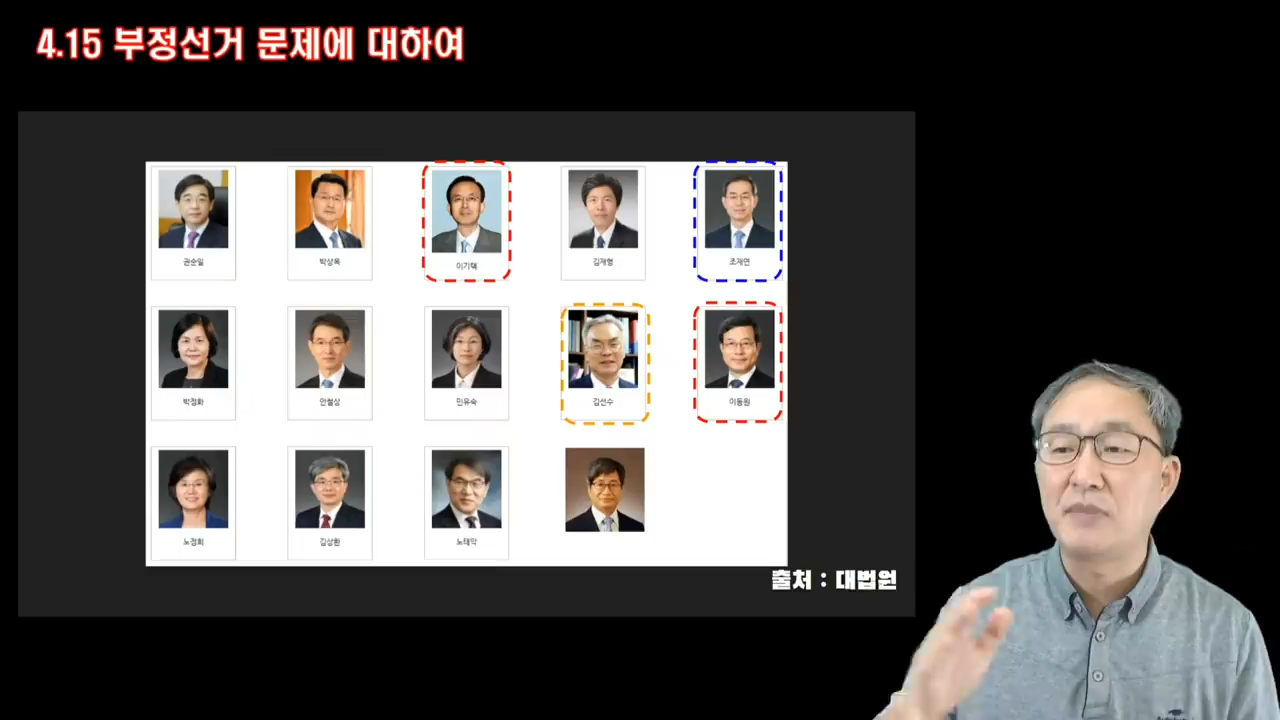 4.15 부정선거 문제에 대하여
권순일
박상옥
이기택
김재형
조재연
박정화
안철상
민유숙
김선수
이동원
노정희
김상환
노태악
출처 : 대법원